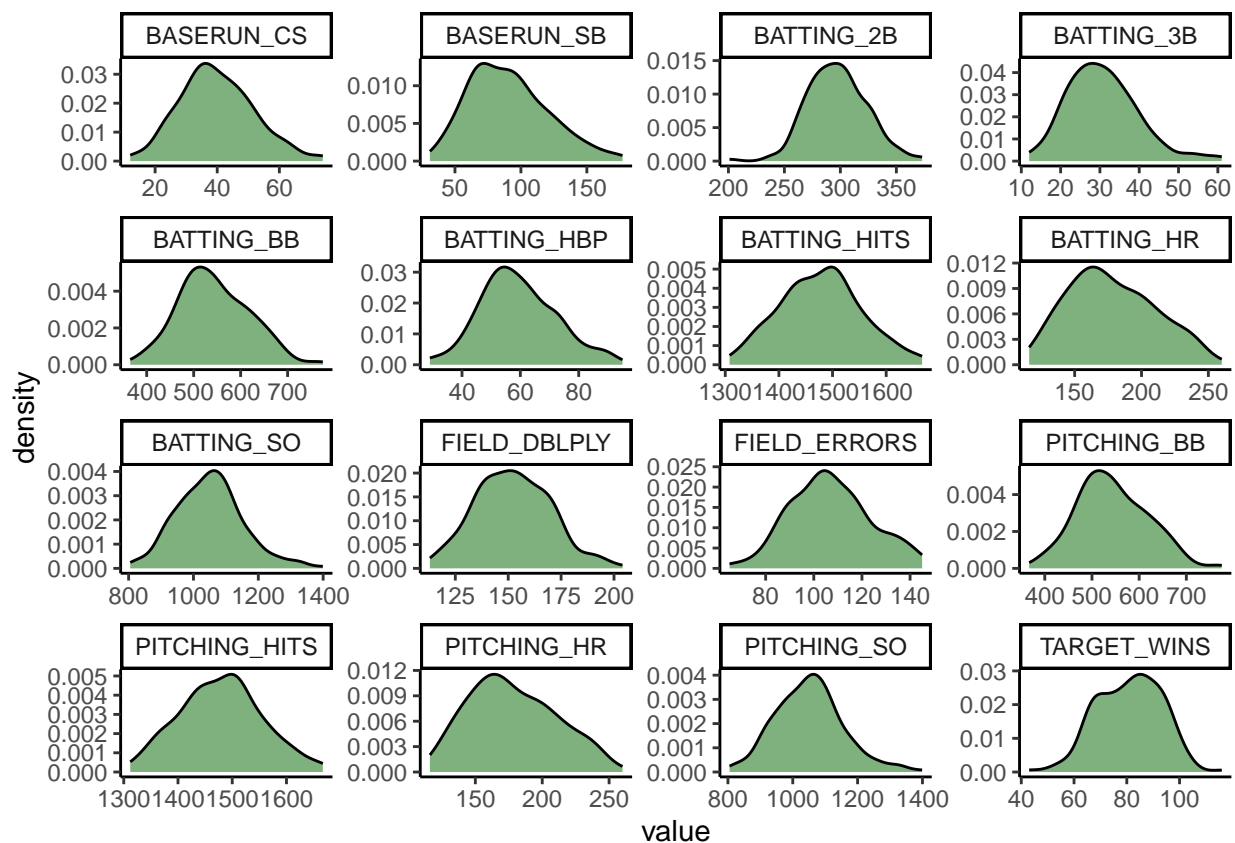 BASERUN_CS BASERUN_SB BATTING_2B BATTING_3B
0.03 0.02 0.01 0.00
0.010 0.005 0.000
0.015 0.010 0.005 0.000
0.04 0.03 0.02 0.01 0.00
20 40 60
50 100 150
200 250 300 350
10 20 30 40 50 60
BATTING_BB BATTING_HBP BATTING_HITS BATTING_HR
0.004 0.002 0.000
0.03 0.02 0.01 0.00
0.005 0.004 0.003 0.002 0.001 0.000
0.012 0.009 0.006 0.003 0.000
400 500 600 700
40 60 80
1300 1400 1500 1600
150 200 250
BATTING_SO FIELD_DBLPLY FIELD_ERRORS PITCHING_BB
0.004 0.003 0.002 0.001 0.000
0.020 0.015 0.010 0.005 0.000
0.025 0.020 0.015 0.010 0.005 0.000
0.004 0.002 0.000
800 1000 1200 1400
125 150 175 200
80 100 120 140
400 500 600 700
PITCHING_HITS PITCHING_HR PITCHING_SO TARGET_WINS
0.005 0.004 0.003 0.002 0.001 0.000
0.012 0.009 0.006 0.003 0.000
0.004 0.003 0.002 0.001 0.000
0.03 0.02 0.01 0.00
1300 1400 1500 1600
150 200 250
800 1000 1200 1400
40 60 80 100
density
value